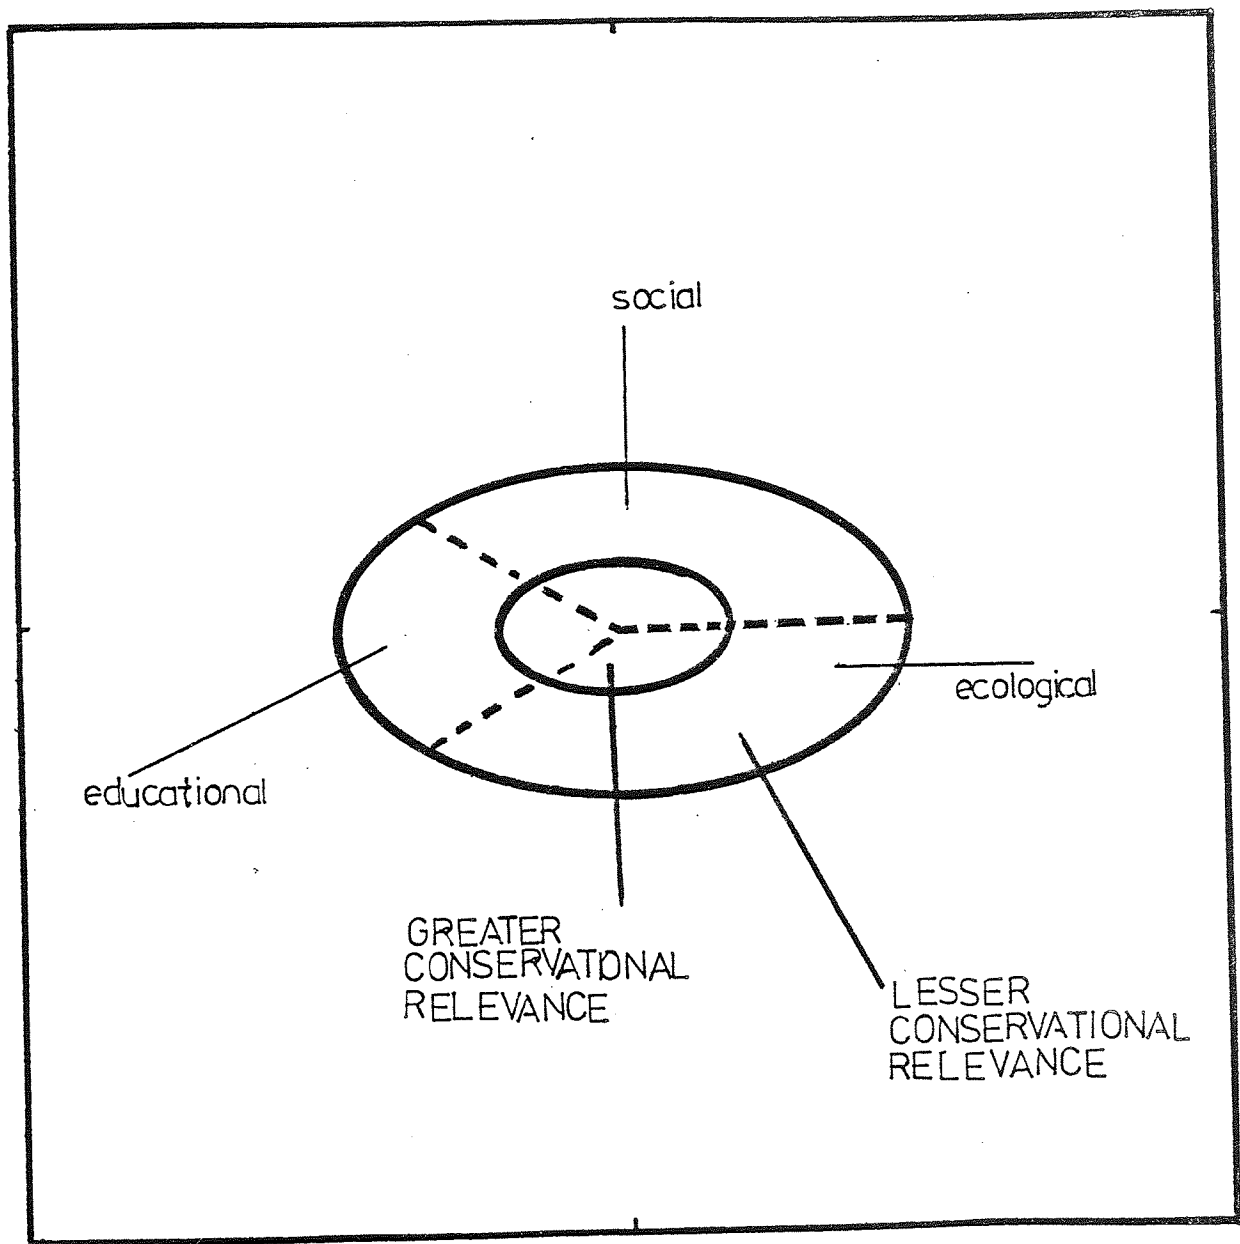 social
ecological
educational
GREATER
CONSERVATIONAL
RELEVANCE
LESSER
CONSERVATIONAL
RELEVANCE